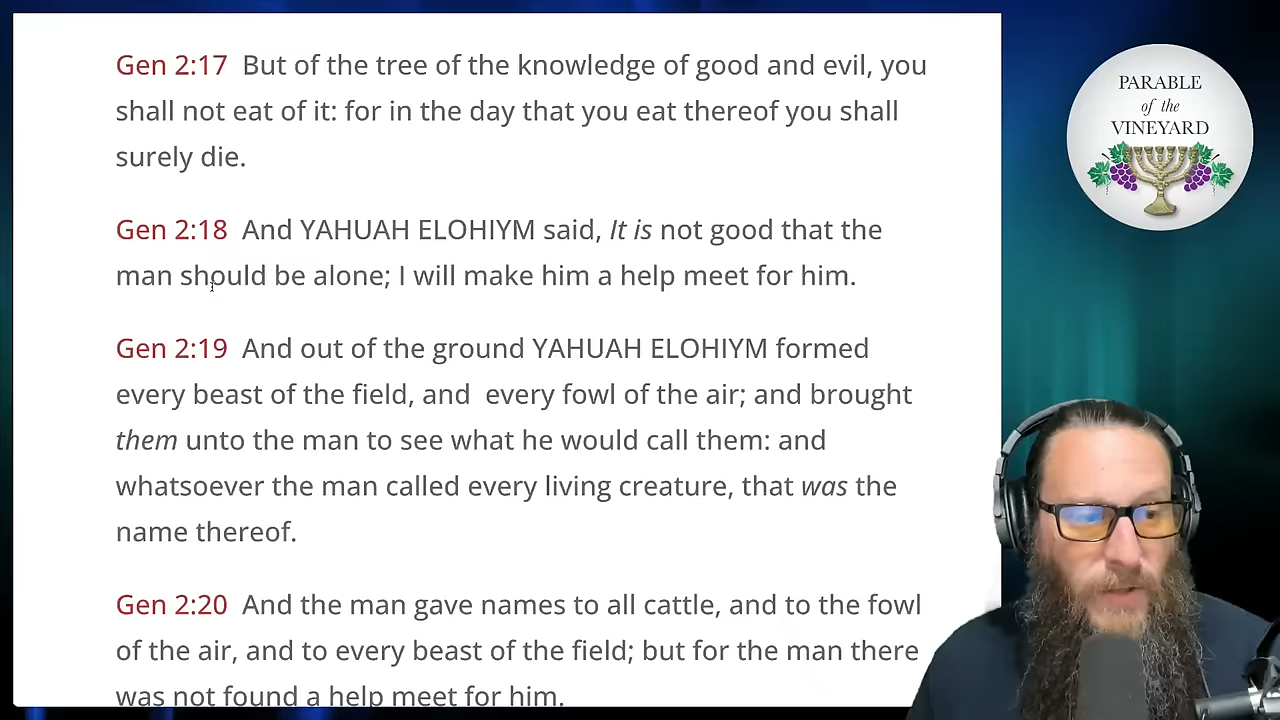 Gen 2:17  But of the tree of the knowledge of good and evil, you
shall not eat of it: for in the day that you eat thereof you shall
surely die.
Gen 2:18  And YAHUAH ELOHIYM said, It is not good that the
man should be alone; I will make him a help meet for him.
Gen 2:19  And out of the ground YAHUAH ELOHIYM formed
every beast of the field, and  every fowl of the air; and brought
them unto the man to see what he would call them: and
whatsoever the man called every living creature, that was the
name thereof.
Gen 2:20  And the man gave names to all cattle, and to the fowl
of the air, and to every beast of the field; but for the man there
was not found a help meet for him.
PARABLE
of the
VINEYARD